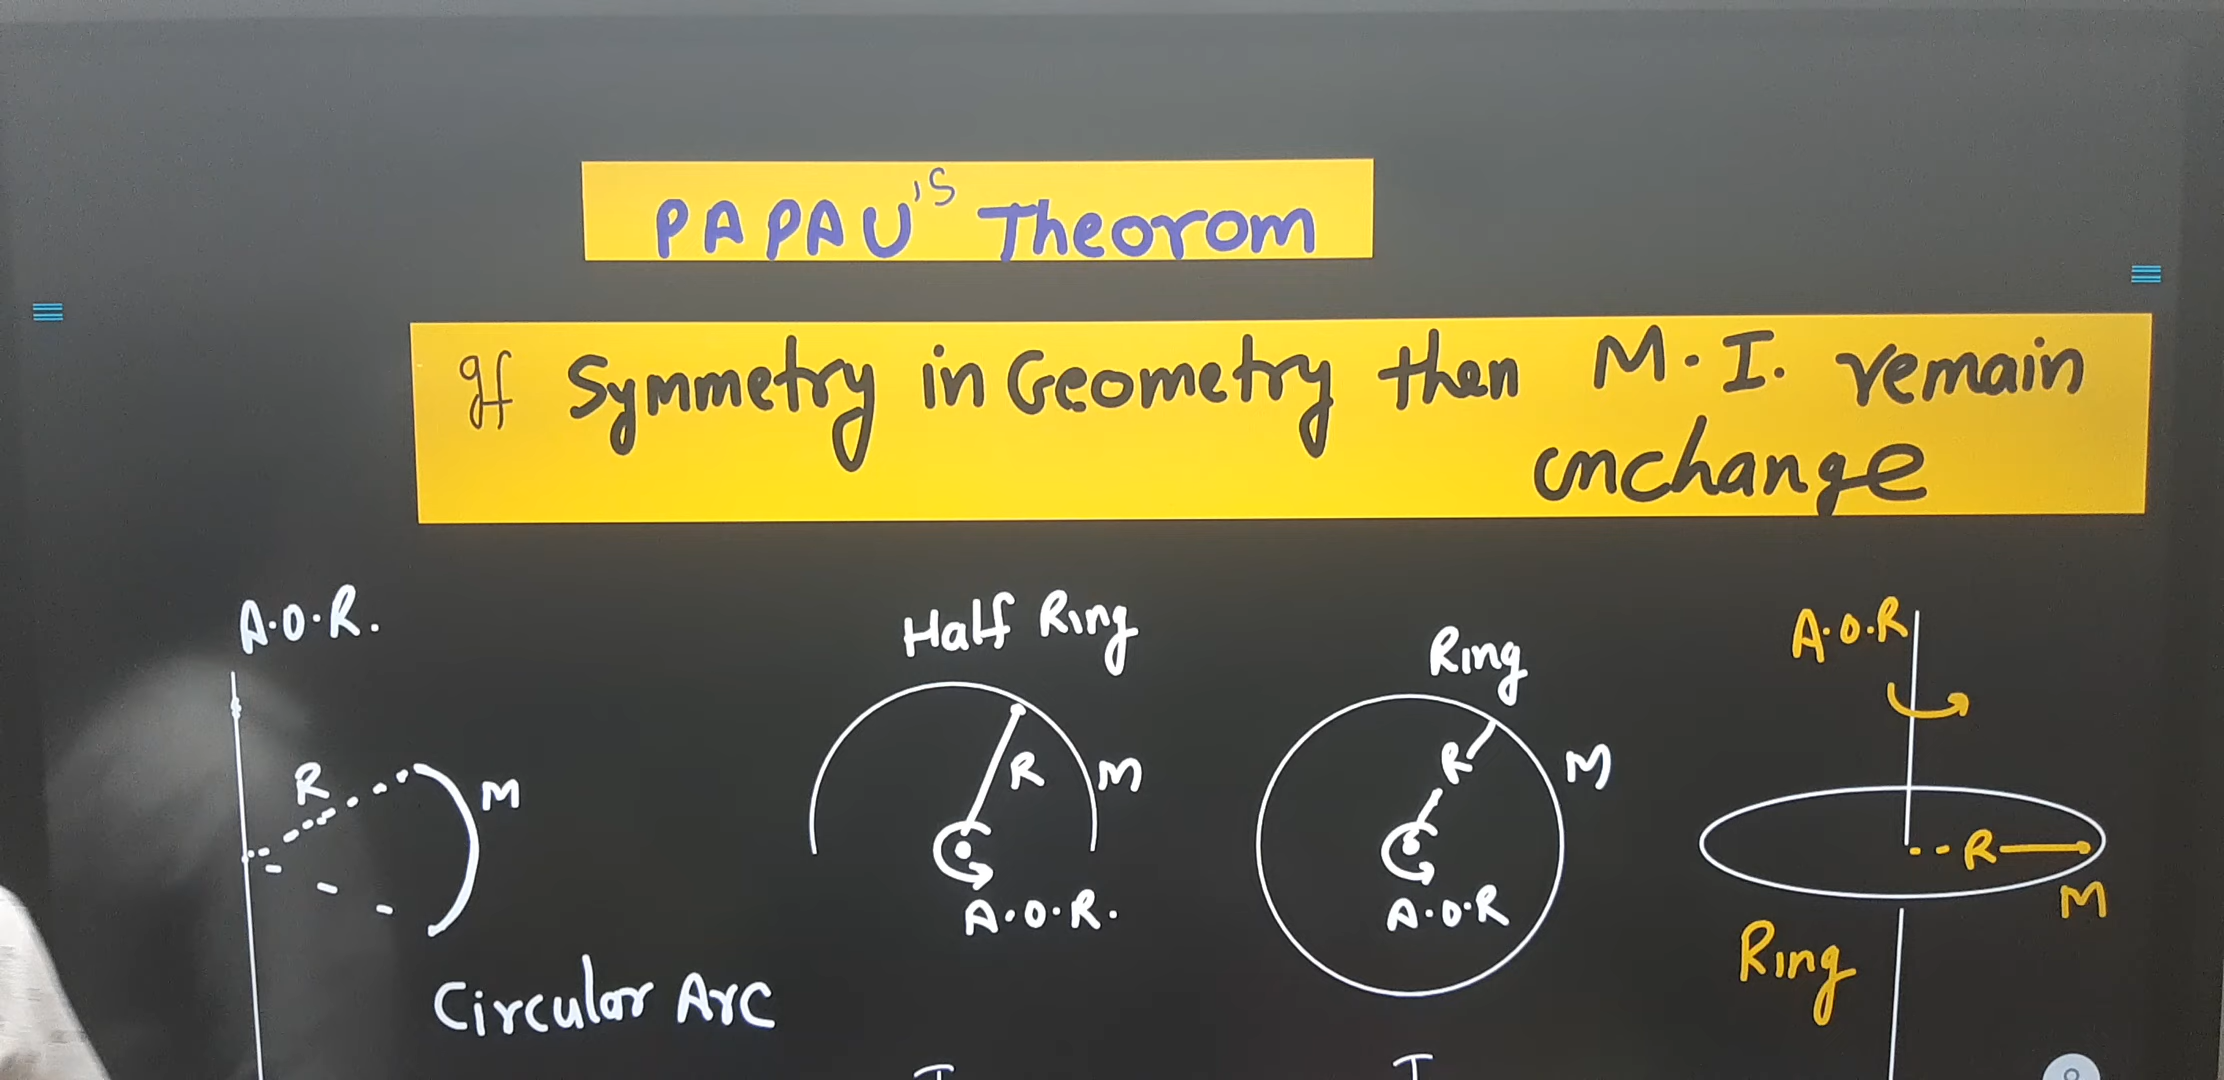 PAPAU's Theorom
If Symmetry in Geometry then M.I. remain
unchange
A.O.R.
R
M
Circular Arc
Half Ring
R
M
A.O.R.
Ring
R
M
A.O.R
A.O.R
R
M
Ring
I
I